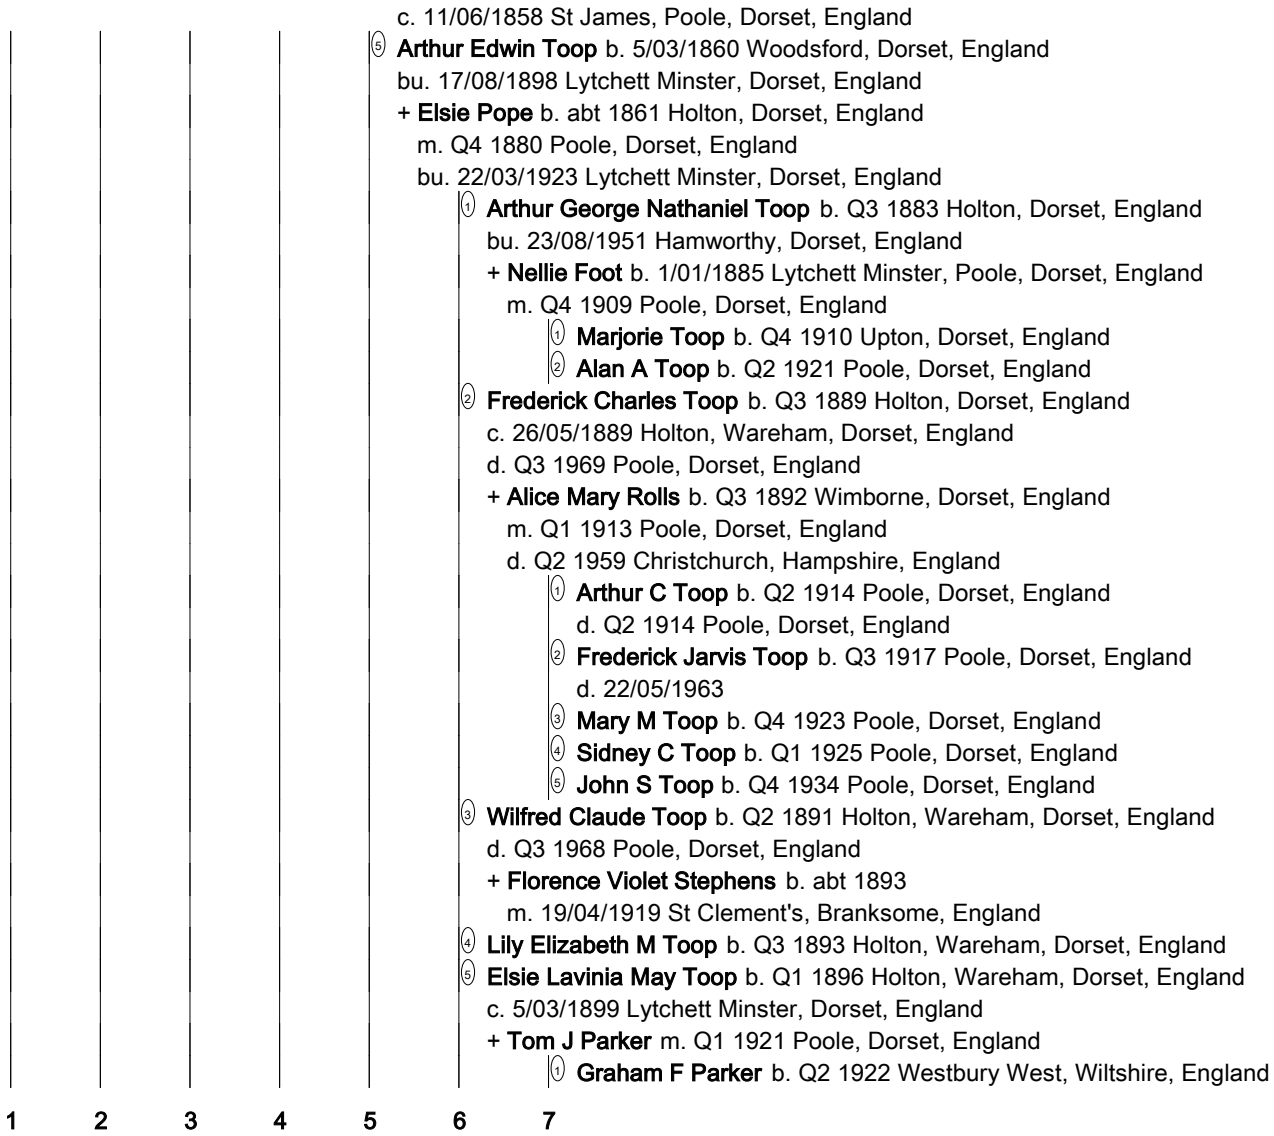 c. 11/06/1858 St James, Poole, Dorset, England
5 Arthur Edwin Toop b. 5/03/1860 Woodsford, Dorset, England
bu. 17/08/1898 Lytchett Minster, Dorset, England
+ Elsie Pope b. abt 1861 Holton, Dorset, England
m. Q4 1880 Poole, Dorset, England
bu. 22/03/1923 Lytchett Minster, Dorset, England
1 Arthur George Nathaniel Toop b. Q3 1883 Holton, Dorset, England
bu. 23/08/1951 Hamworthy, Dorset, England
+ Nellie Foot b. 1/01/1885 Lytchett Minster, Poole, Dorset, England
m. Q4 1909 Poole, Dorset, England
1 Marjorie Toop b. Q4 1910 Upton, Dorset, England
2 Alan A Toop b. Q2 1921 Poole, Dorset, England
2 Frederick Charles Toop b. Q3 1889 Holton, Dorset, England
c. 26/05/1889 Holton, Wareham, Dorset, England
d. Q3 1969 Poole, Dorset, England
+ Alice Mary Rolls b. Q3 1892 Wimborne, Dorset, England
m. Q1 1913 Poole, Dorset, England
d. Q2 1959 Christchurch, Hampshire, England
1 Arthur C Toop b. Q2 1914 Poole, Dorset, England
d. Q2 1914 Poole, Dorset, England
2 Frederick Jarvis Toop b. Q3 1917 Poole, Dorset, England
d. 22/05/1963
3 Mary M Toop b. Q4 1923 Poole, Dorset, England
4 Sidney C Toop b. Q1 1925 Poole, Dorset, England
5 John S Toop b. Q4 1934 Poole, Dorset, England
3 Wilfred Claude Toop b. Q2 1891 Holton, Wareham, Dorset, England
d. Q3 1968 Poole, Dorset, England
+ Florence Violet Stephens b. abt 1893
m. 19/04/1919 St Clement's, Branksome, England
4 Lily Elizabeth M Toop b. Q3 1893 Holton, Wareham, Dorset, England
5 Elsie Lavinia May Toop b. Q1 1896 Holton, Wareham, Dorset, England
c. 5/03/1899 Lytchett Minster, Dorset, England
+ Tom J Parker m. Q1 1921 Poole, Dorset, England
1 Graham F Parker b. Q2 1922 Westbury West, Wiltshire, England
1 2 3 4 5 6 7